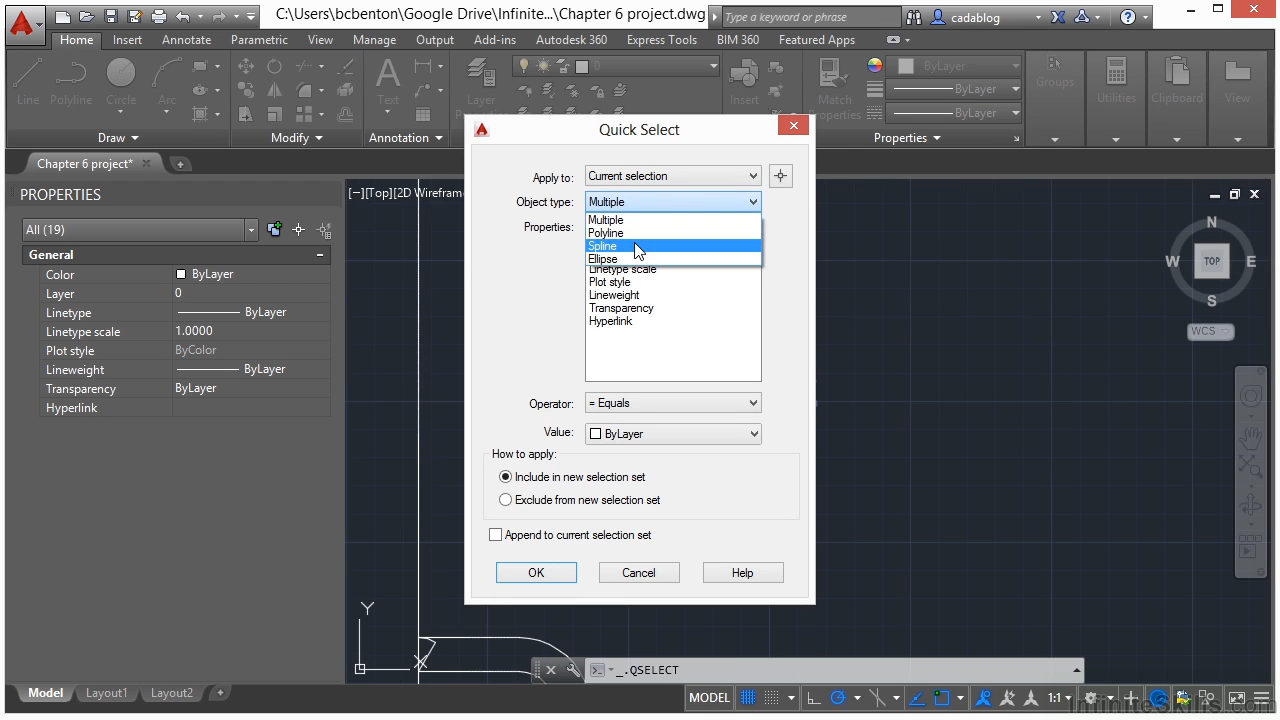 C:\Users\bcbenton\Google Drive\Infinite...\Chapter 6 project.dwg
Type a keyword or phrase
cadablog
Home Insert Annotate Parametric View Manage Output Add-ins Autodesk 360 Express Tools BIM 360 Featured Apps
0
ByLayer
Line Polyline Circle Arc Text Layer Insert Match Properties Groups Utilities Clipboard View
ByLayer
ByLayer
Draw Modify Annotation Properties
Chapter 6 project*
PROPERTIES
[−][Top][2D Wirefram
All (19)
General
Color ByLayer
Layer 0
Linetype ByLayer
Linetype scale 1.0000
Plot style ByColor
Lineweight ByLayer
Transparency ByLayer
Hyperlink
Quick Select
Apply to: Current selection
Object type: Multiple
Properties:
Multiple
Polyline
Spline
Ellipse
Linetype scale
Plot style
Lineweight
Transparency
Hyperlink
Operator: = Equals
Value: ByLayer
How to apply:
Include in new selection set
Exclude from new selection set
Append to current selection set
OK Cancel Help
N
W TOP E
S
WCS
Y
X
_.QSELECT
Model Layout1 Layout2
MODEL 1:1
InfiniteSkills.com